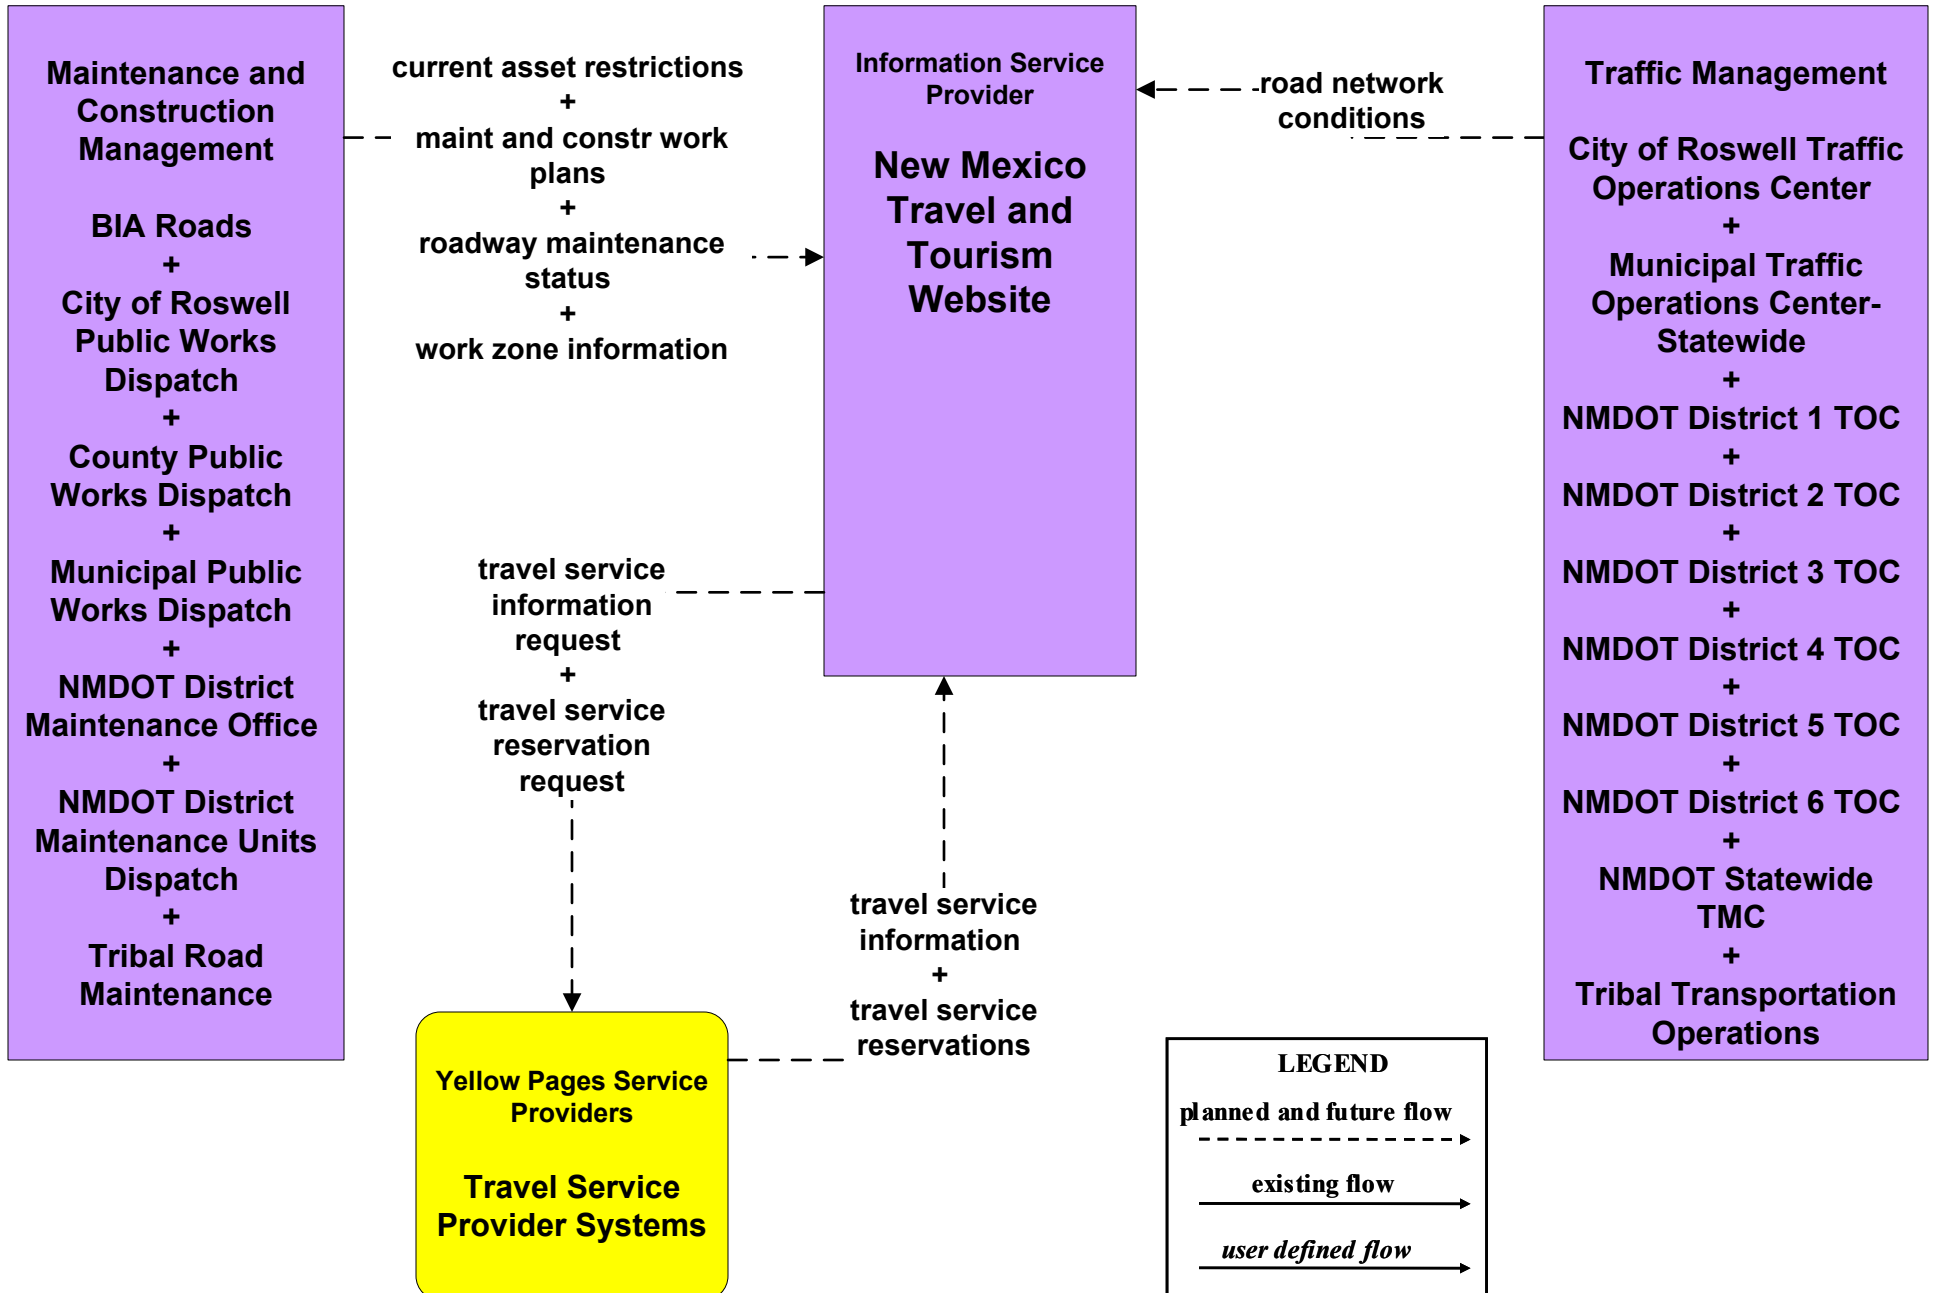 Maintenance and
Construction
Management
BIA Roads
+
City of Roswell
Public Works
Dispatch
+
County Public
Works Dispatch
+
Municipal Public
Works Dispatch
+
NMDOT District
Maintenance Office
+
NMDOT District
Maintenance Units
Dispatch
+
Tribal Road
Maintenance
current asset restrictions
+
maint and constr work
plans
+
roadway maintenance
status
+
work zone information
Information Service
Provider
New Mexico
Travel and
Tourism
Website
road network
conditions
Traffic Management
City of Roswell Traffic
Operations Center
+
Municipal Traffic
Operations Center-
Statewide
+
NMDOT District 1 TOC
+
NMDOT District 2 TOC
+
NMDOT District 3 TOC
+
NMDOT District 4 TOC
+
NMDOT District 5 TOC
+
NMDOT District 6 TOC
+
NMDOT Statewide
TMC
+
Tribal Transportation
Operations
travel service
information
request
+
travel service
reservation
request
travel service
information
+
travel service
reservations
Yellow Pages Service
Providers
Travel Service
Provider Systems
LEGEND
planned and future flow
existing flow
user defined flow